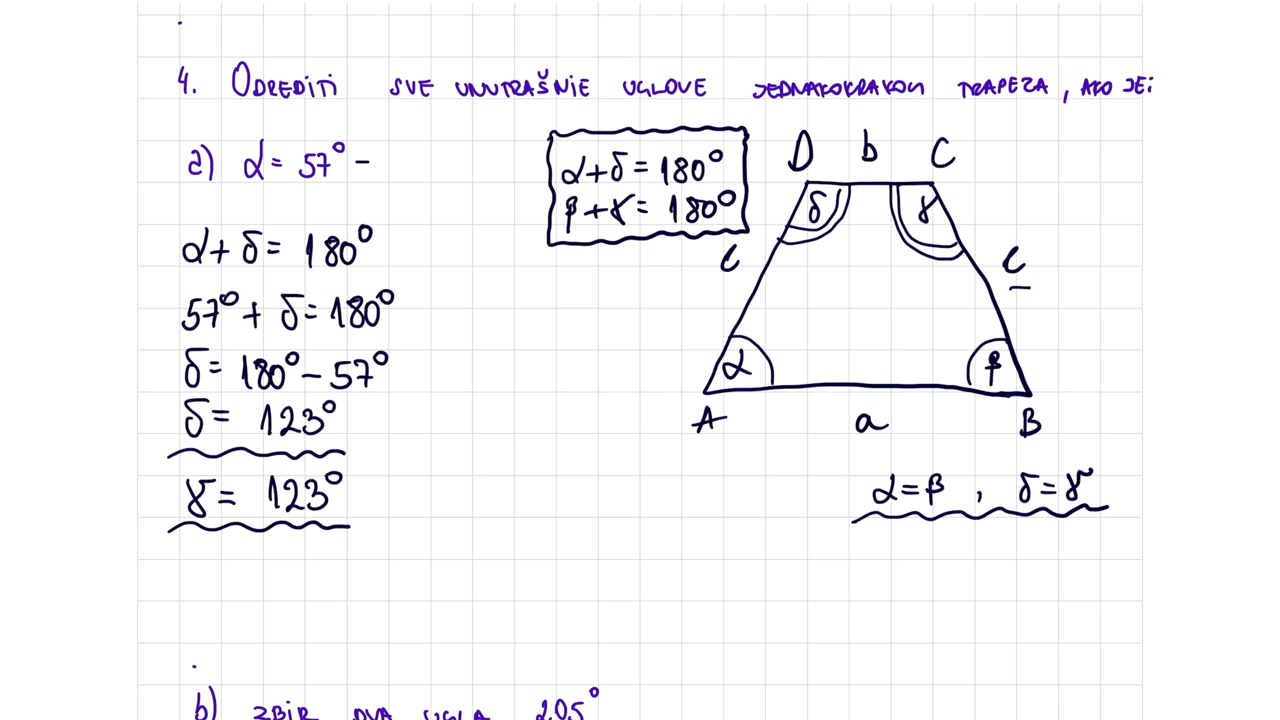 4. ODREDITI SVE UNUTRAŠNJE UGLOVE JEDNAKOKRAKOG TRAPEZA, AKO JE:
a) α = 57° –
α + δ = 180°
β + γ = 180°
D b C
δ γ
c c
α β
A a B
α + δ = 180°
57° + δ = 180°
δ = 180° – 57°
δ = 123°
γ = 123°
α = β , δ = γ
b) ZBIR DVA UGLA 205°